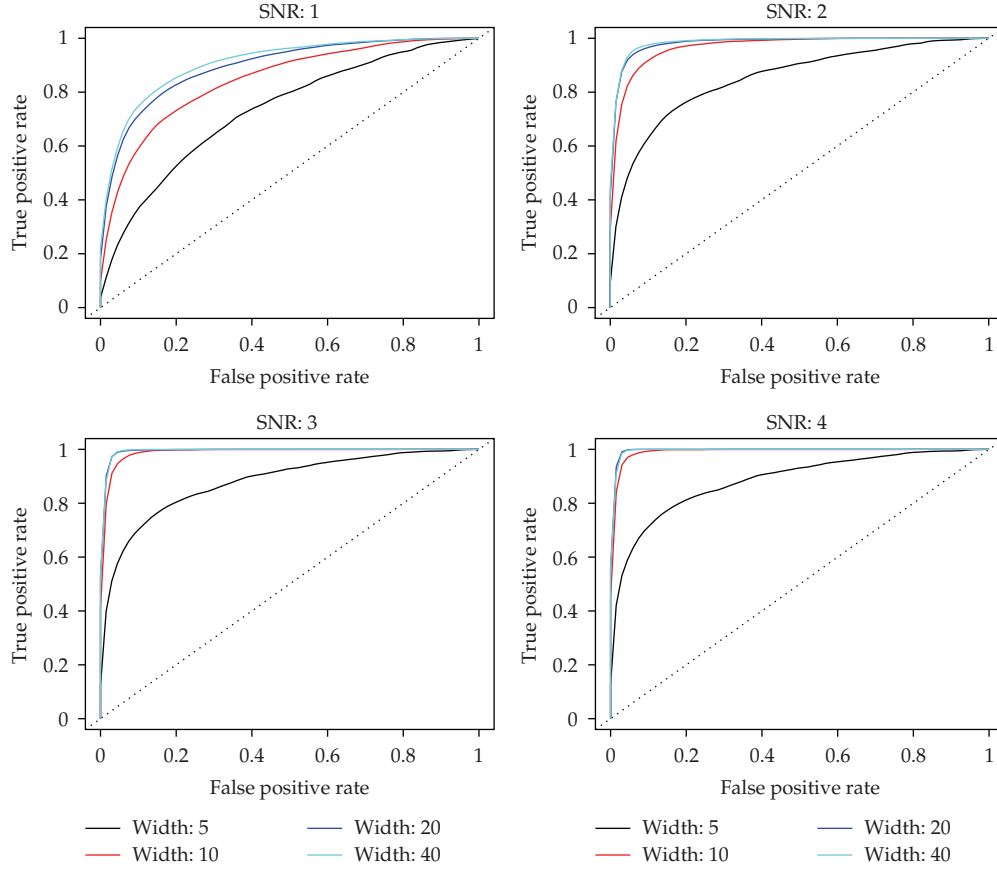 SNR: 1
True positive rate
1
0.8
0.6
0.4
0.2
0
0 0.2 0.4 0.6 0.8 1
False positive rate
SNR: 2
True positive rate
1
0.8
0.6
0.4
0.2
0
0 0.2 0.4 0.6 0.8 1
False positive rate
SNR: 3
True positive rate
1
0.8
0.6
0.4
0.2
0
0 0.2 0.4 0.6 0.8 1
False positive rate
SNR: 4
True positive rate
1
0.8
0.6
0.4
0.2
0
0 0.2 0.4 0.6 0.8 1
False positive rate
Width: 5 Width: 20
Width: 10 Width: 40
Width: 5 Width: 20
Width: 10 Width: 40